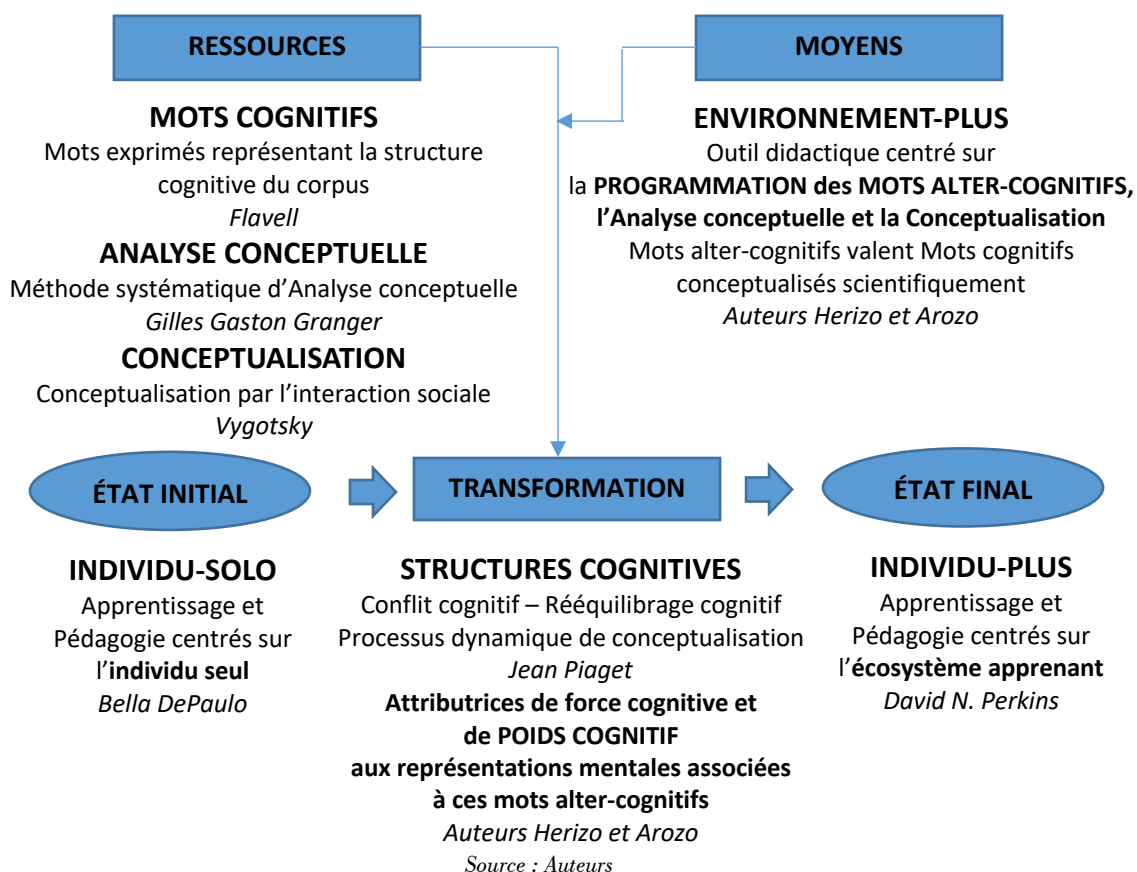 RESSOURCES
MOTS COGNITIFS
Mots exprimés représentant la structure
cognitive du corpus
Flavell
ANALYSE CONCEPTUELLE
Méthode systématique d’Analyse conceptuelle
Gilles Gaston Granger
CONCEPTUALISATION
Conceptualisation par l’interaction sociale
Vygotsky
MOYENS
ENVIRONNEMENT-PLUS
Outil didactique centré sur
la PROGRAMMATION des MOTS ALTER-COGNITIFS,
l’Analyse conceptuelle et la Conceptualisation
Mots alter-cognitifs valent Mots cognitifs
conceptualisés scientifiquement
Auteurs Herizo et Arozo
ÉTAT INITIAL
INDIVIDU-SOLO
Apprentissage et
Pédagogie centrés sur
l’individu seul
Bella DePaulo
TRANSFORMATION
STRUCTURES COGNITIVES
Conflit cognitif – Rééquilibrage cognitif
Processus dynamique de conceptualisation
Jean Piaget
Attributrices de force cognitive et
de POIDS COGNITIF
aux représentations mentales associées
à ces mots alter-cognitifs
Auteurs Herizo et Arozo
ÉTAT FINAL
INDIVIDU-PLUS
Apprentissage et
Pédagogie centrés sur
l’écosystème apprenant
David N. Perkins
Source : Auteurs